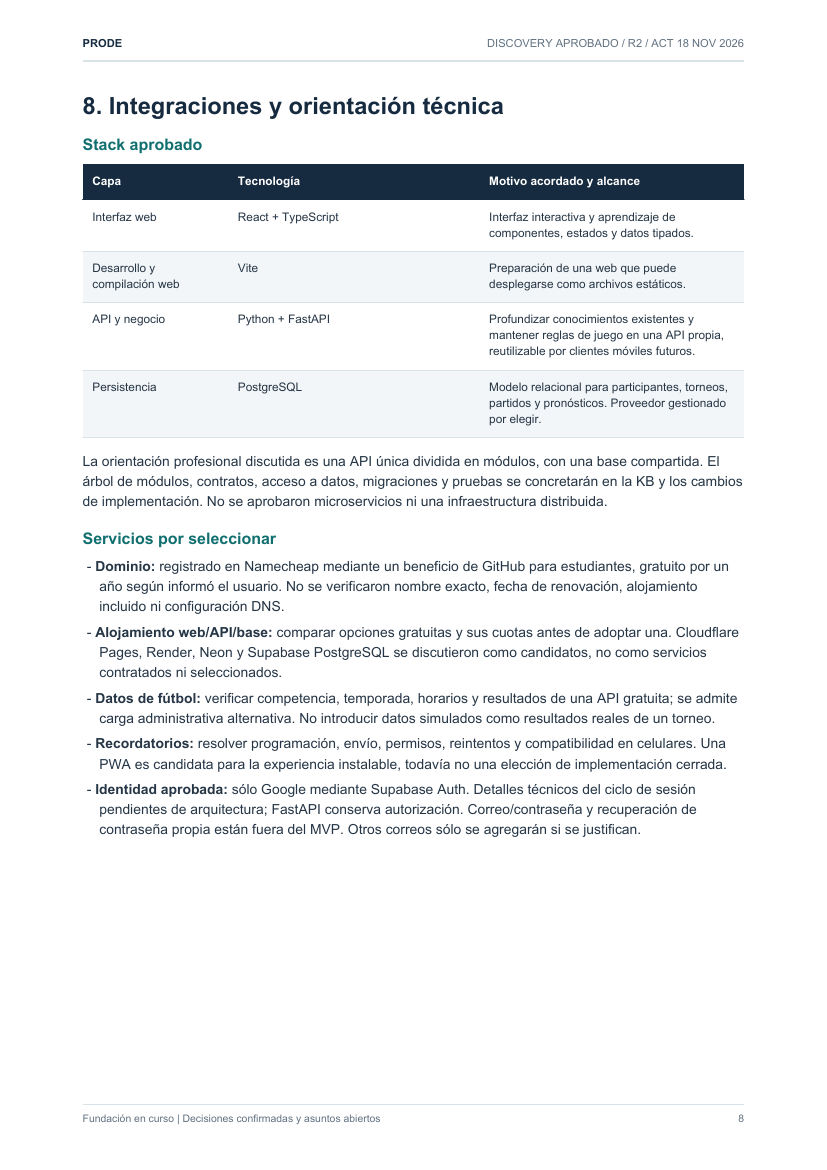 PRODE
DISCOVERY APROBADO / R2 / ACT 18 NOV 2026
8. Integraciones y orientación técnica
Stack aprobado
Capa Tecnología Motivo acordado y alcance
Interfaz web React + TypeScript Interfaz interactiva y aprendizaje de
componentes, estados y datos tipados.
Desarrollo y Vite Preparación de una web que puede
compilación web desplegarse como archivos estáticos.
API y negocio Python + FastAPI Profundizar conocimientos existentes y
mantener reglas de juego en una API propia,
reutilizable por clientes móviles futuros.
Persistencia PostgreSQL Modelo relacional para participantes, torneos,
partidos y pronósticos. Proveedor gestionado
por elegir.
La orientación profesional discutida es una API única dividida en módulos, con una base compartida. El
árbol de módulos, contratos, acceso a datos, migraciones y pruebas se concretarán en la KB y los cambios
de implementación. No se aprobaron microservicios ni una infraestructura distribuida.
Servicios por seleccionar
- Dominio: registrado en Namecheap mediante un beneficio de GitHub para estudiantes, gratuito por un
año según informó el usuario. No se verificaron nombre exacto, fecha de renovación, alojamiento
incluido ni configuración DNS.
- Alojamiento web/API/base: comparar opciones gratuitas y sus cuotas antes de adoptar una. Cloudflare
Pages, Render, Neon y Supabase PostgreSQL se discutieron como candidatos, no como servicios
contratados ni seleccionados.
- Datos de fútbol: verificar competencia, temporada, horarios y resultados de una API gratuita; se admite
carga administrativa alternativa. No introducir datos simulados como resultados reales de un torneo.
- Recordatorios: resolver programación, envío, permisos, reintentos y compatibilidad en celulares. Una
PWA es candidata para la experiencia instalable, todavía no una elección de implementación cerrada.
- Identidad aprobada: sólo Google mediante Supabase Auth. Detalles técnicos del ciclo de sesión
pendientes de arquitectura; FastAPI conserva autorización. Correo/contraseña y recuperación de
contraseña propia están fuera del MVP. Otros correos sólo se agregarán si se justifican.
Fundación en curso | Decisiones confirmadas y asuntos abiertos
8